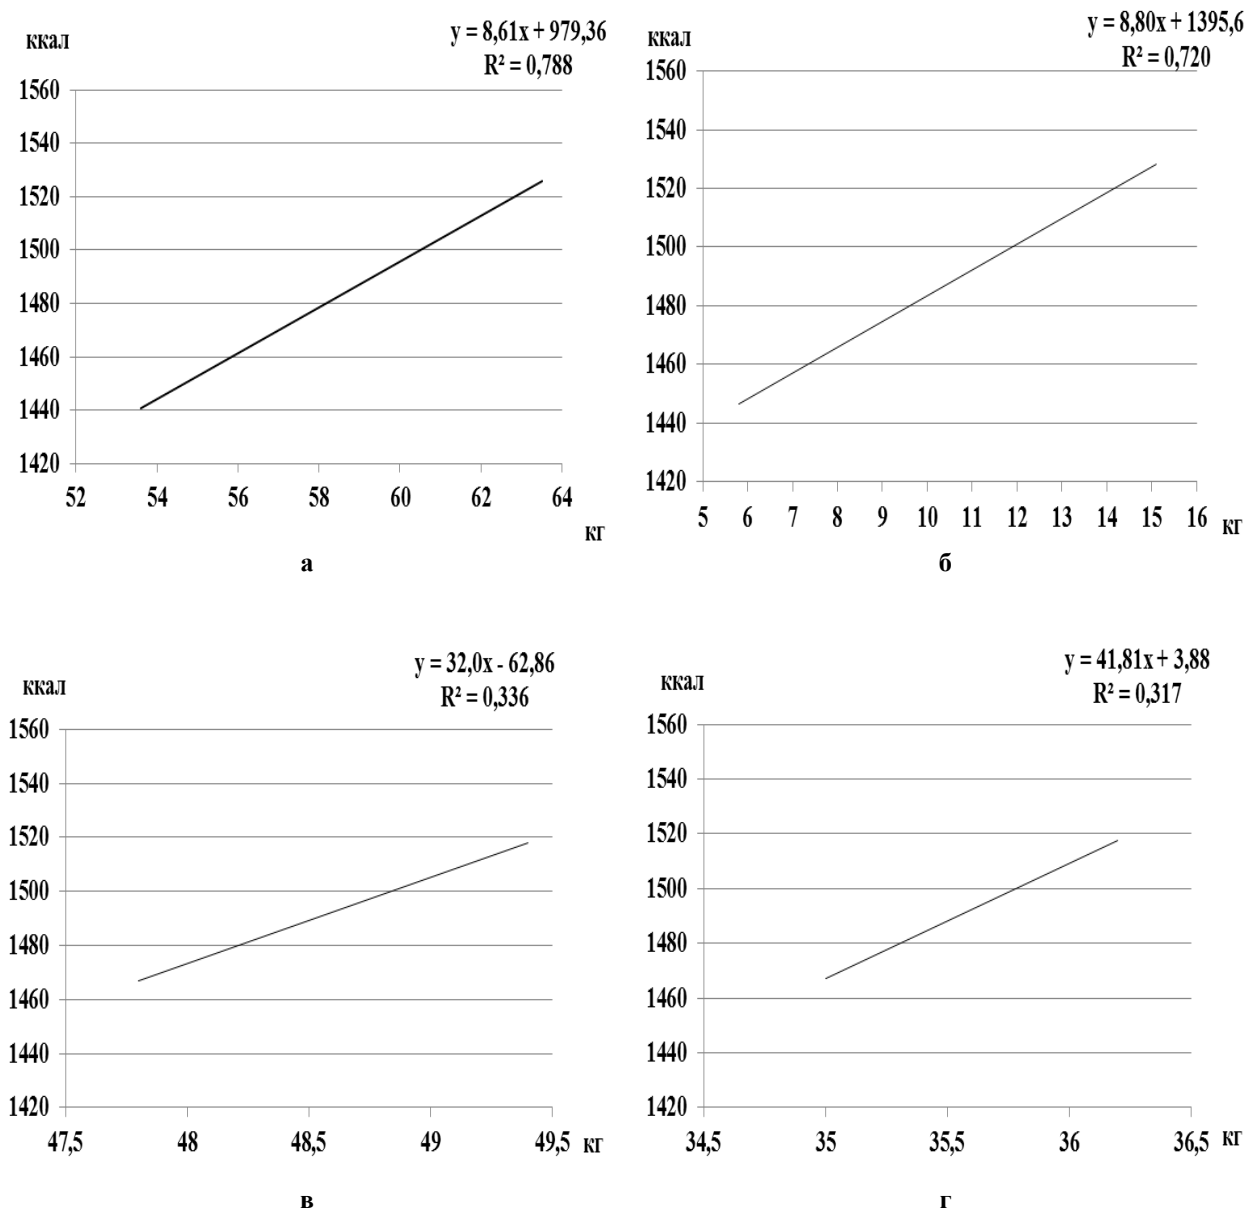 ккал
y = 8,61x + 979,36
R² = 0,788
1560
1540
1520
1500
1480
1460
1440
1420
52 54 56 58 60 62 64
кг
а
ккал
y = 8,80x + 1395,6
R² = 0,720
1560
1540
1520
1500
1480
1460
1440
1420
5 6 7 8 9 10 11 12 13 14 15 16 кг
б
ккал
y = 32,0x - 62,86
R² = 0,336
1560
1540
1520
1500
1480
1460
1440
1420
47,5 48 48,5 49 49,5 кг
в
ккал
y = 41,81x + 3,88
R² = 0,317
1560
1540
1520
1500
1480
1460
1440
1420
34,5 35 35,5 36 36,5 кг
г